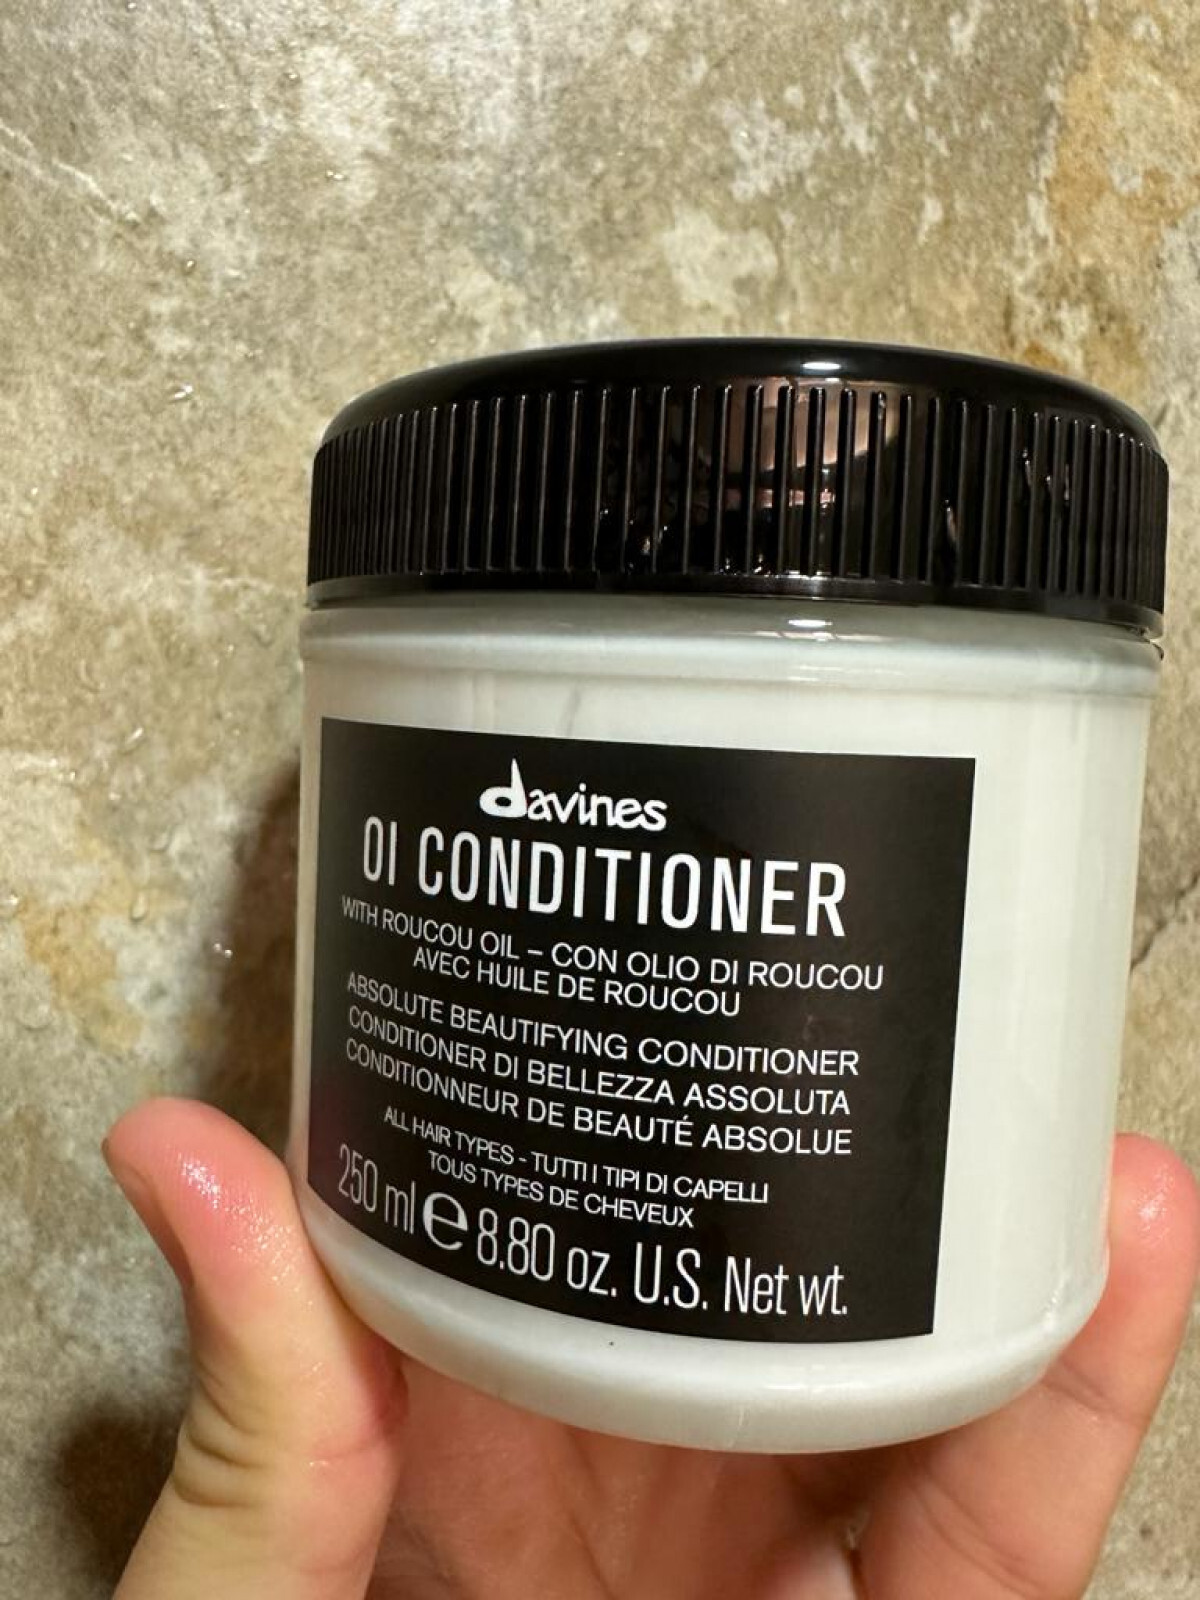 davines
OI CONDITIONER
WITH ROUCOU OIL – CON OLIO DI ROUCOU
AVEC HUILE DE ROUCOU
ABSOLUTE BEAUTIFYING CONDITIONER
CONDITIONER DI BELLEZZA ASSOLUTA
CONDITIONNEUR DE BEAUTÉ ABSOLUE
ALL HAIR TYPES - TUTTI I TIPI DI CAPELLI
TOUS TYPES DE CHEVEUX
250 ml ℮ 8.80 oz. U.S. Net wt.